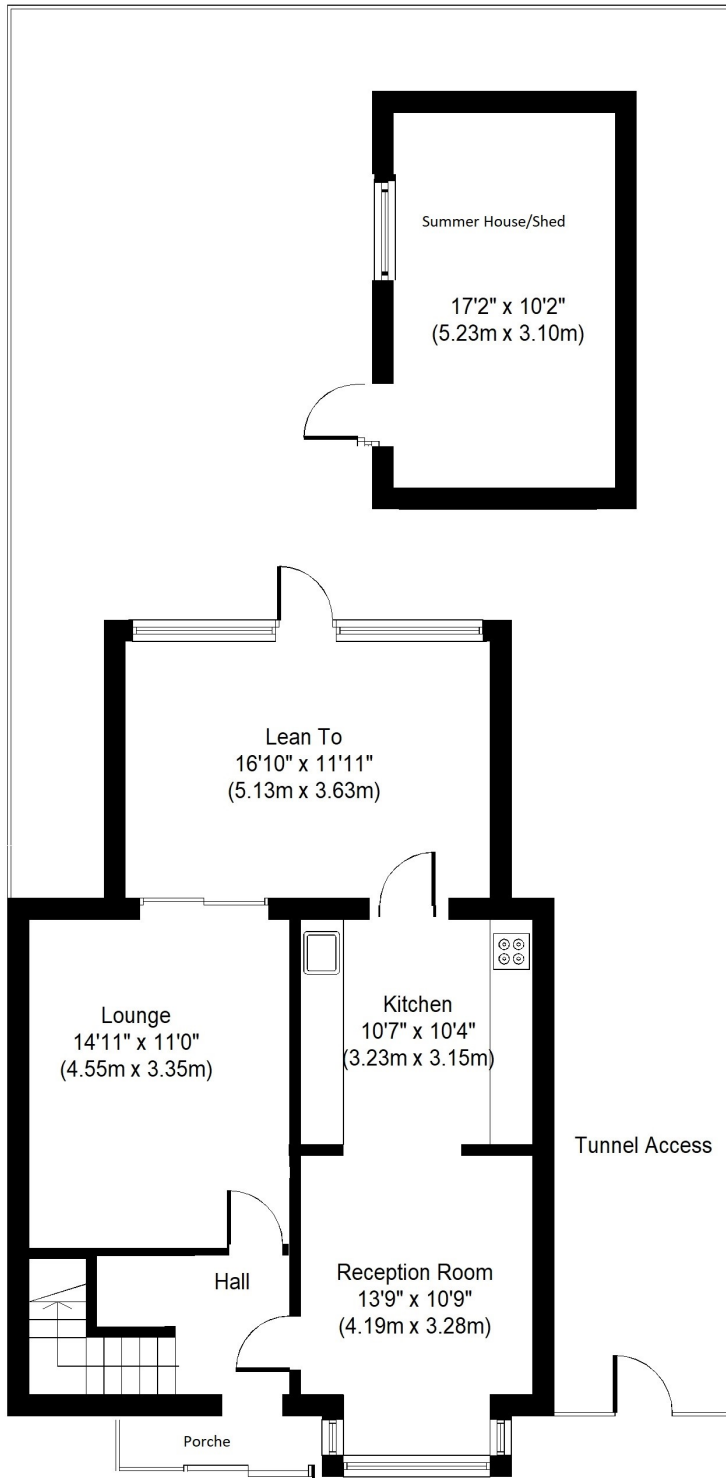 Summer House/Shed
17'2" x 10'2"
(5.23m x 3.10m)
Lean To
16'10" x 11'11"
(5.13m x 3.63m)
Lounge
14'11" x 11'0"
(4.55m x 3.35m)
Kitchen
10'7" x 10'4"
(3.23m x 3.15m)
Tunnel Access
Hall
Reception Room
13'9" x 10'9"
(4.19m x 3.28m)
Porche